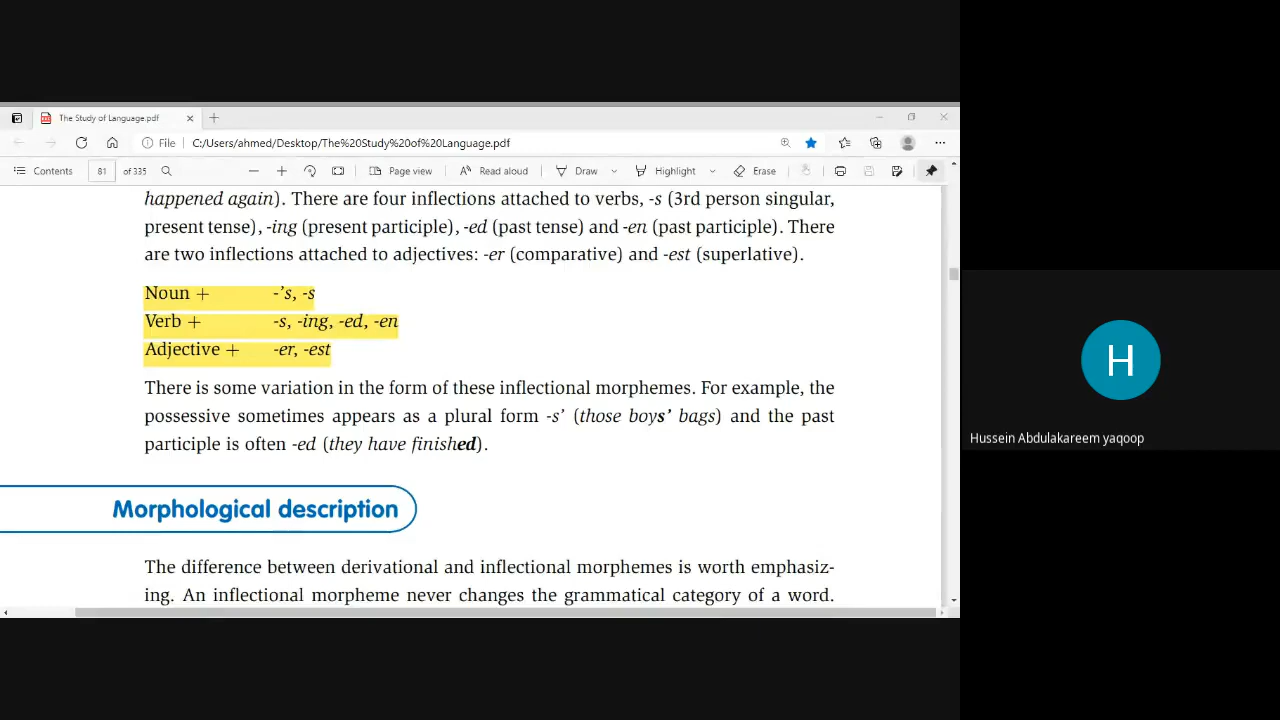 The Study of Language.pdf
File
C:/Users/ahmed/Desktop/The%20Study%20of%20Language.pdf
Contents
81
of 335
Page view
Read aloud
Draw
Highlight
Erase
happened again). There are four inflections attached to verbs, -s (3rd person singular,
present tense), -ing (present participle), -ed (past tense) and -en (past participle). There
are two inflections attached to adjectives: -er (comparative) and -est (superlative).
Noun + -'s, -s
Verb + -s, -ing, -ed, -en
Adjective + -er, -est
There is some variation in the form of these inflectional morphemes. For example, the
possessive sometimes appears as a plural form -s' (those boys' bags) and the past
participle is often -ed (they have finished).
Morphological description
The difference between derivational and inflectional morphemes is worth emphasiz-
ing. An inflectional morpheme never changes the grammatical category of a word.
H
Hussein Abdulakareem yaqoop